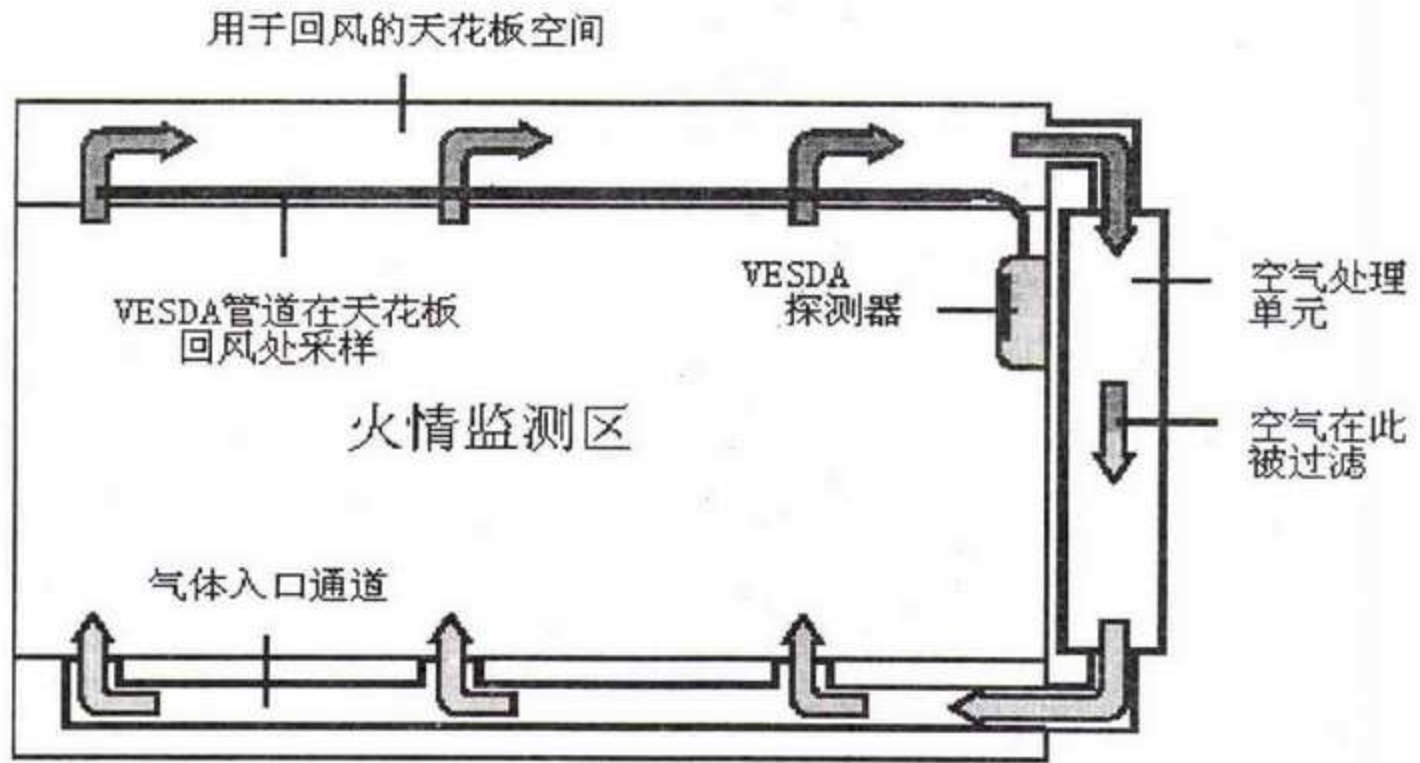 用于回风的天花板空间
VESDA
探测器
空气处理
单元
VESDA管道在天花板
回风处采样
火情监测区
空气在此
被过滤
气体入口通道